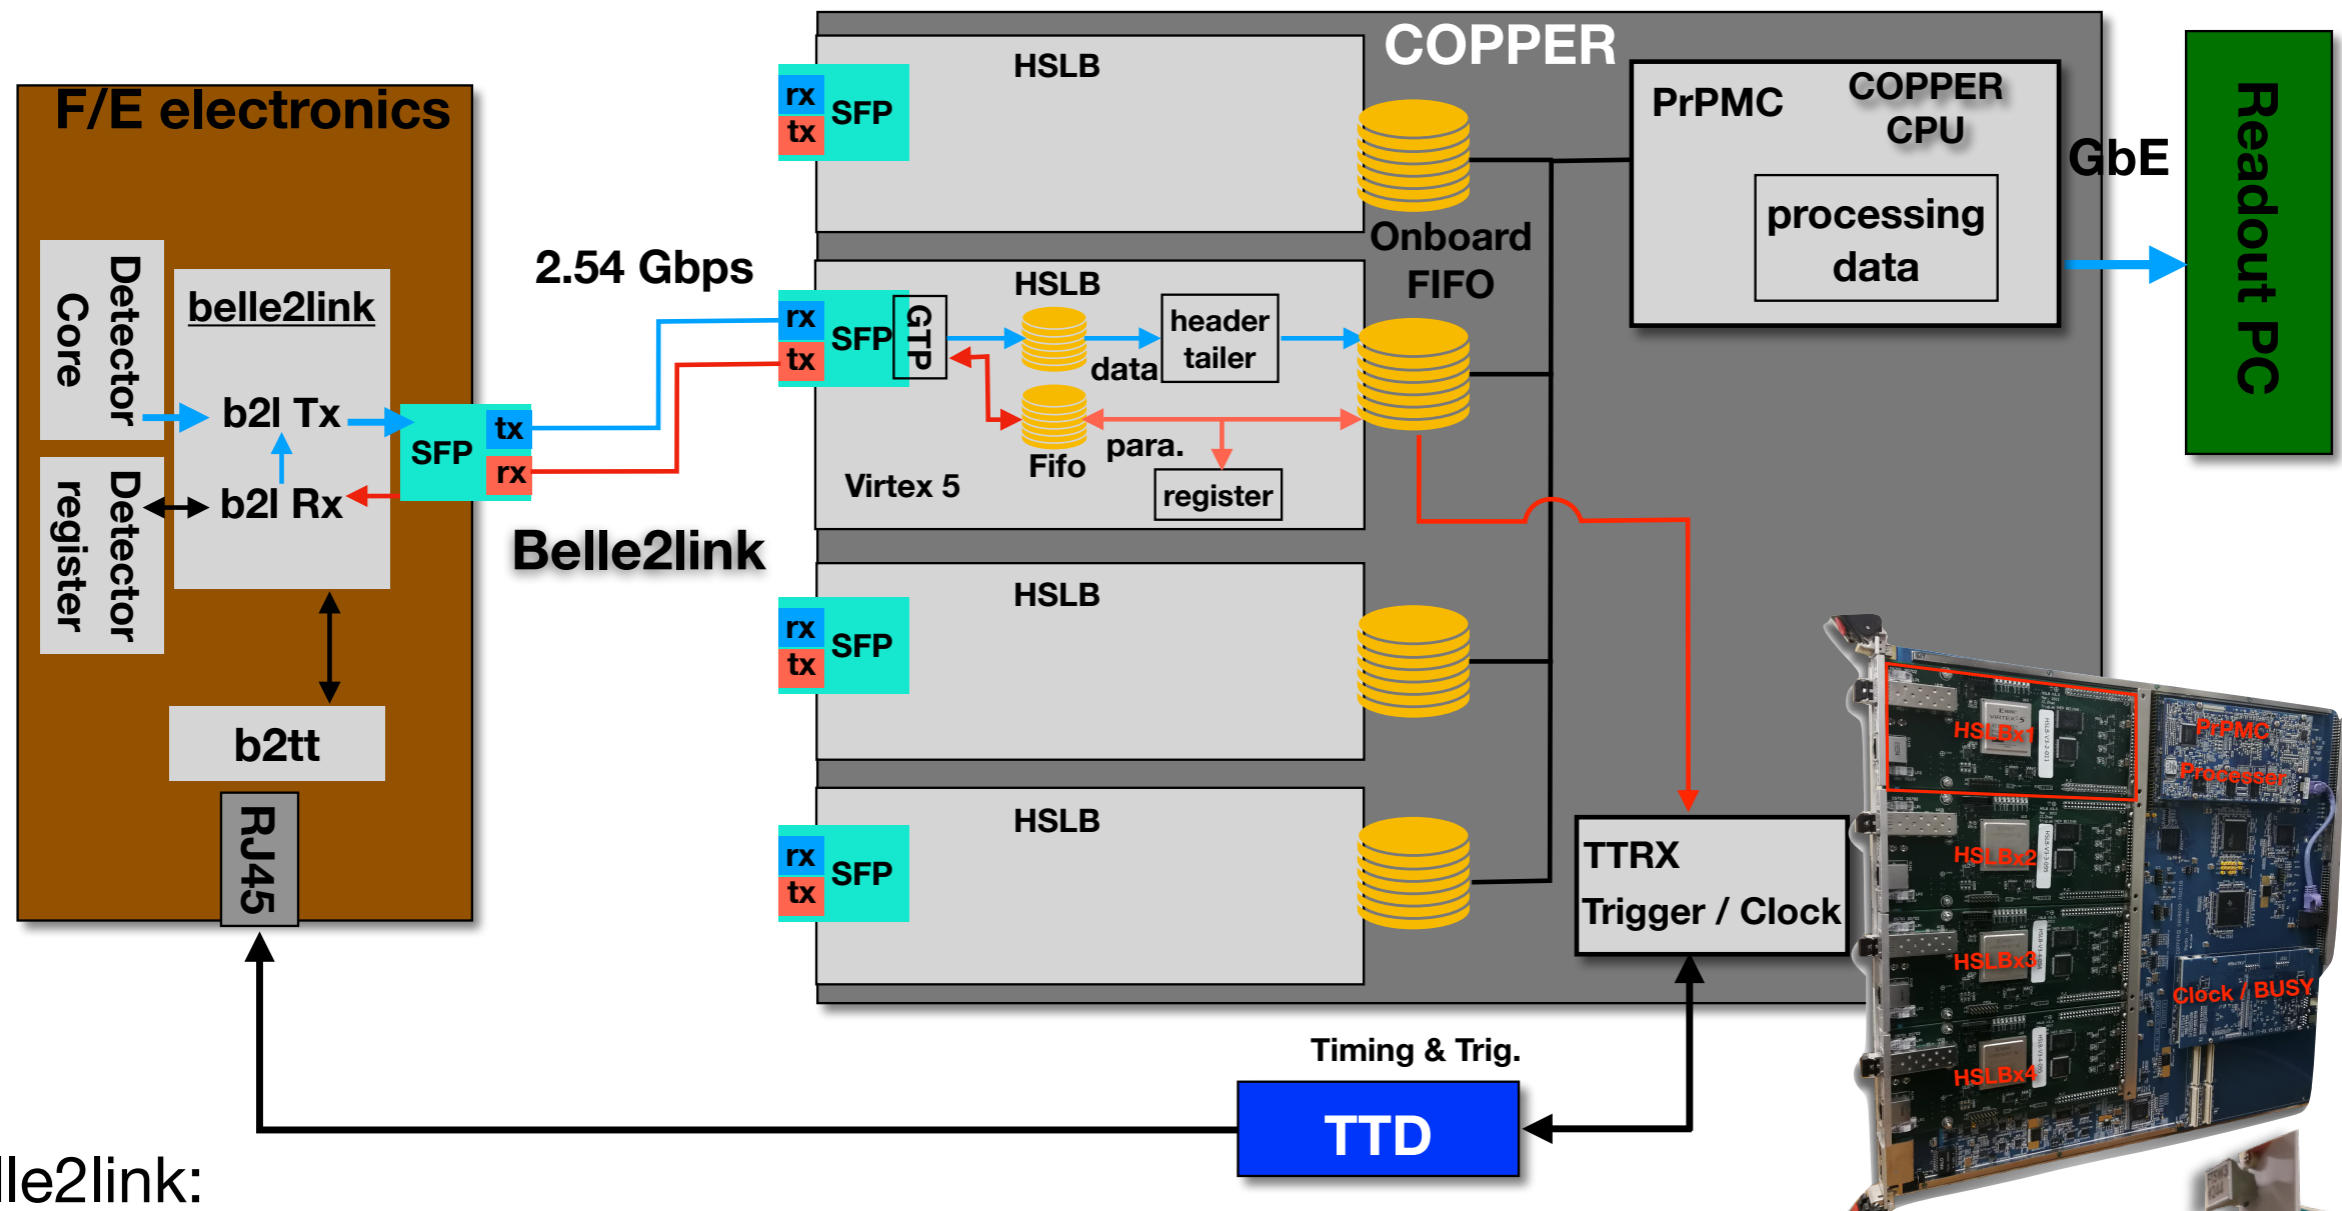 F/E electronics
Detector
Core
belle2link
b2l Tx
b2l Rx
Detector
register
SFP
tx
rx
b2tt
RJ45
2.54 Gbps
Belle2link
COPPER
HSLB
rx
tx
SFP
HSLB
rx
tx
SFP
GTP
data
header
tailer
Fifo
para.
register
Virtex 5
Onboard
FIFO
HSLB
rx
tx
SFP
HSLB
rx
tx
SFP
PrPMC
COPPER
CPU
processing
data
GbE
Readout PC
TTRX
Trigger / Clock
Timing & Trig.
TTD
HSLBx1
HSLBx2
HSLBx3
HSLBx4
PrPMC
Processer
Clock / BUSY
VIRTEX-5
lle2link: